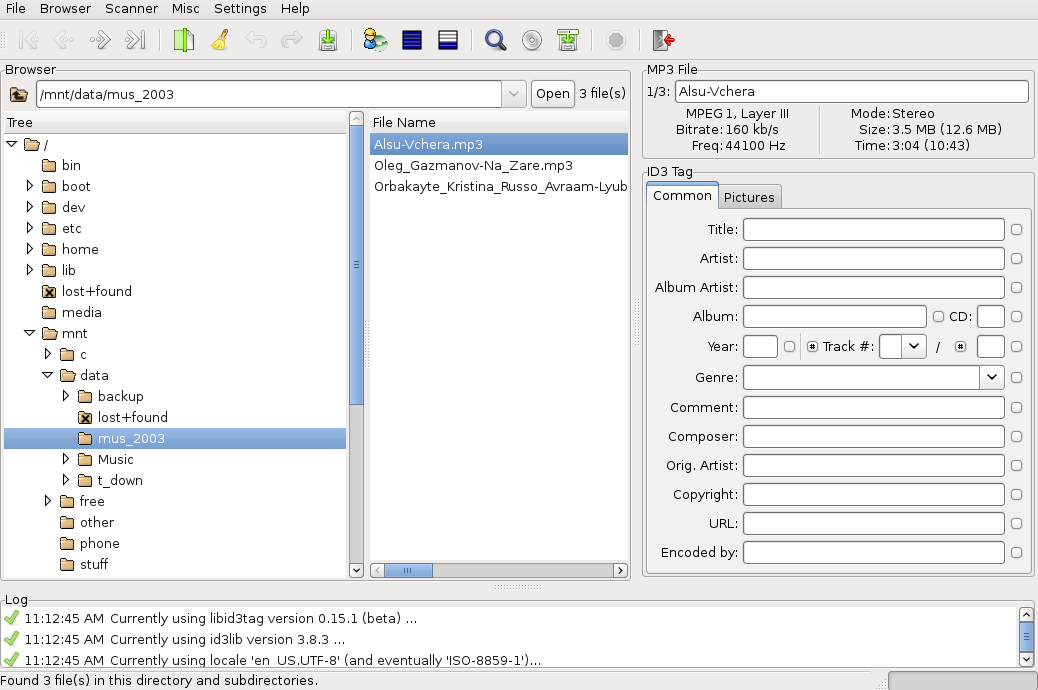 File Browser Scanner Misc Settings Help
Browser
/mnt/data/mus_2003 Open 3 file(s)
Tree
/
bin
boot
dev
etc
home
lib
lost+found
media
mnt
c
data
backup
lost+found
mus_2003
Music
t_down
free
other
phone
stuff
File Name
Alsu-Vchera.mp3
Oleg_Gazmanov-Na_Zare.mp3
Orbakayte_Kristina_Russo_Avraam-Lyub
MP3 File
1/3: Alsu-Vchera
MPEG 1, Layer III Mode: Stereo
Bitrate: 160 kb/s Size: 3.5 MB (12.6 MB)
Freq: 44100 Hz Time: 3:04 (10:43)
ID3 Tag
Common Pictures
Title:
Artist:
Album Artist:
Album: CD:
Year: Track #: /
Genre:
Comment:
Composer:
Orig. Artist:
Copyright:
URL:
Encoded by:
Log
11:12:45 AM Currently using libid3tag version 0.15.1 (beta) ...
11:12:45 AM Currently using id3lib version 3.8.3 ...
11:12:45 AM Currently using locale 'en_US.UTF-8' (and eventually 'ISO-8859-1')...
Found 3 file(s) in this directory and subdirectories.